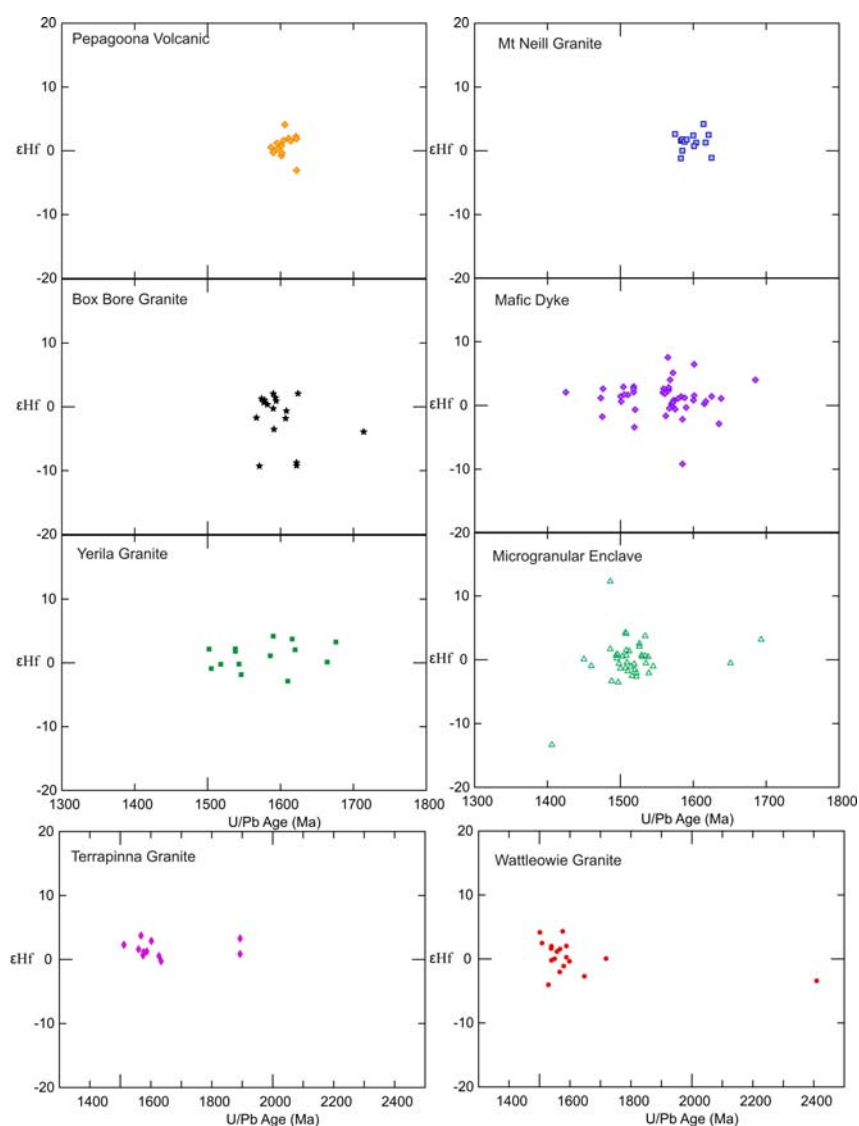 Pepagoona Volcanic
20
10
εHf 0
-10
-20
Mt Neill Granite
20
10
εHf 0
-10
-20
Box Bore Granite
10
εHf 0
-10
-20
Mafic Dyke
10
εHf 0
-10
-20
Yerila Granite
10
εHf 0
-10
-20
1300 1400 1500 1600 1700 1800
U/Pb Age (Ma)
Microgranular Enclave
10
εHf 0
-10
-20
1300 1400 1500 1600 1700 1800
U/Pb Age (Ma)
Terrapinna Granite
20
10
εHf 0
-10
-20
1400 1600 1800 2000 2200 2400
U/Pb Age (Ma)
Wattleowie Granite
20
10
εHf 0
-10
-20
1400 1600 1800 2000 2200 2400
U/Pb Age (Ma)